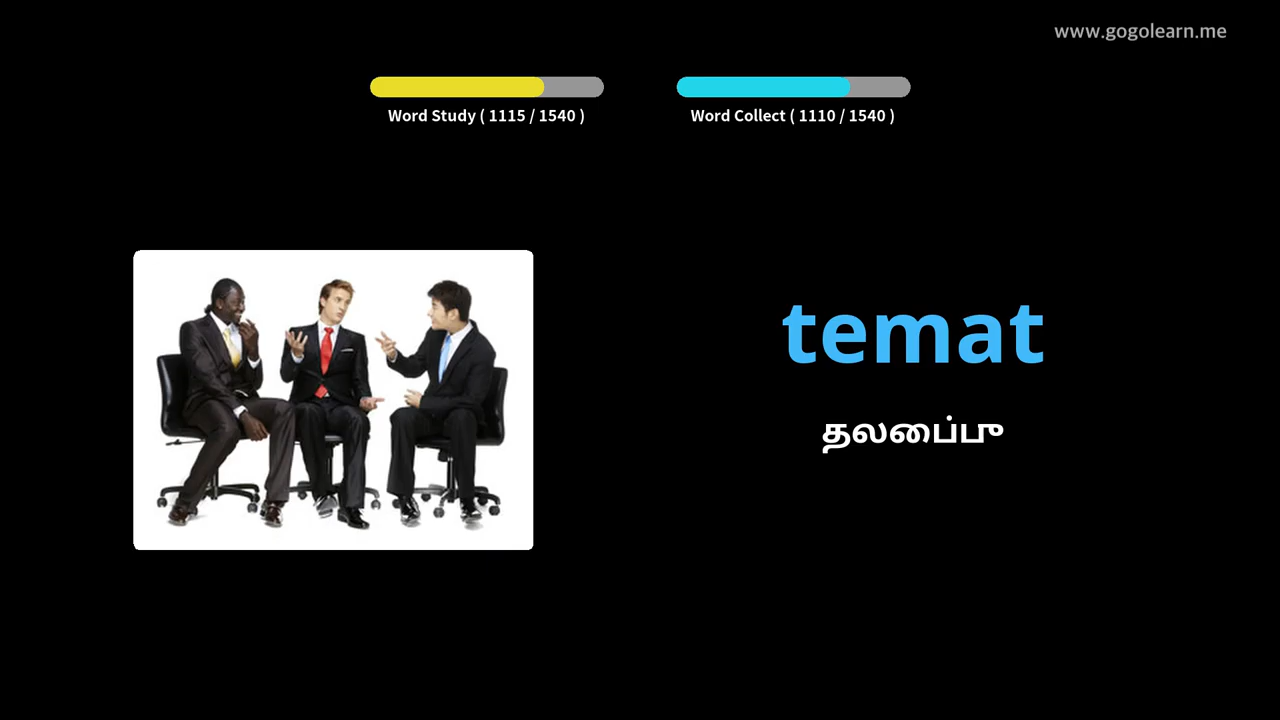 www.gogolearn.me
Word Study ( 1115 / 1540 )
Word Collect ( 1110 / 1540 )
temat
தலைப்பு